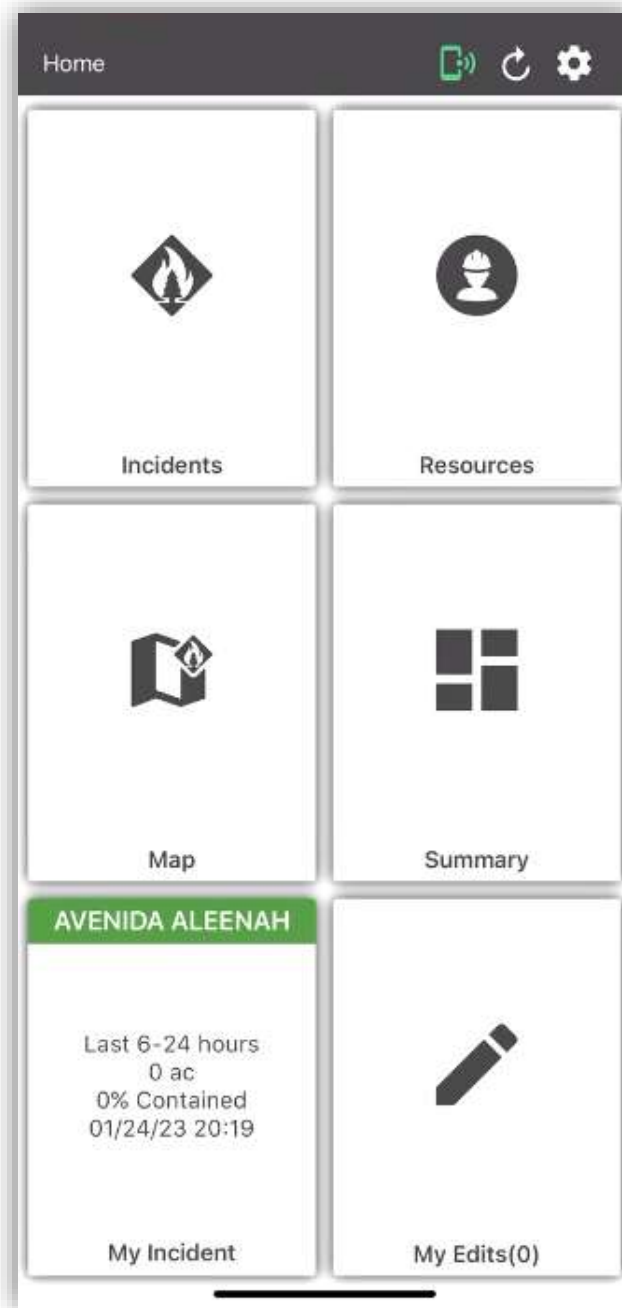 Home
Incidents
Resources
Map
Summary
AVENIDA ALEENAH
Last 6-24 hours
0 ac
0% Contained
01/24/23 20:19
My Incident
My Edits(0)